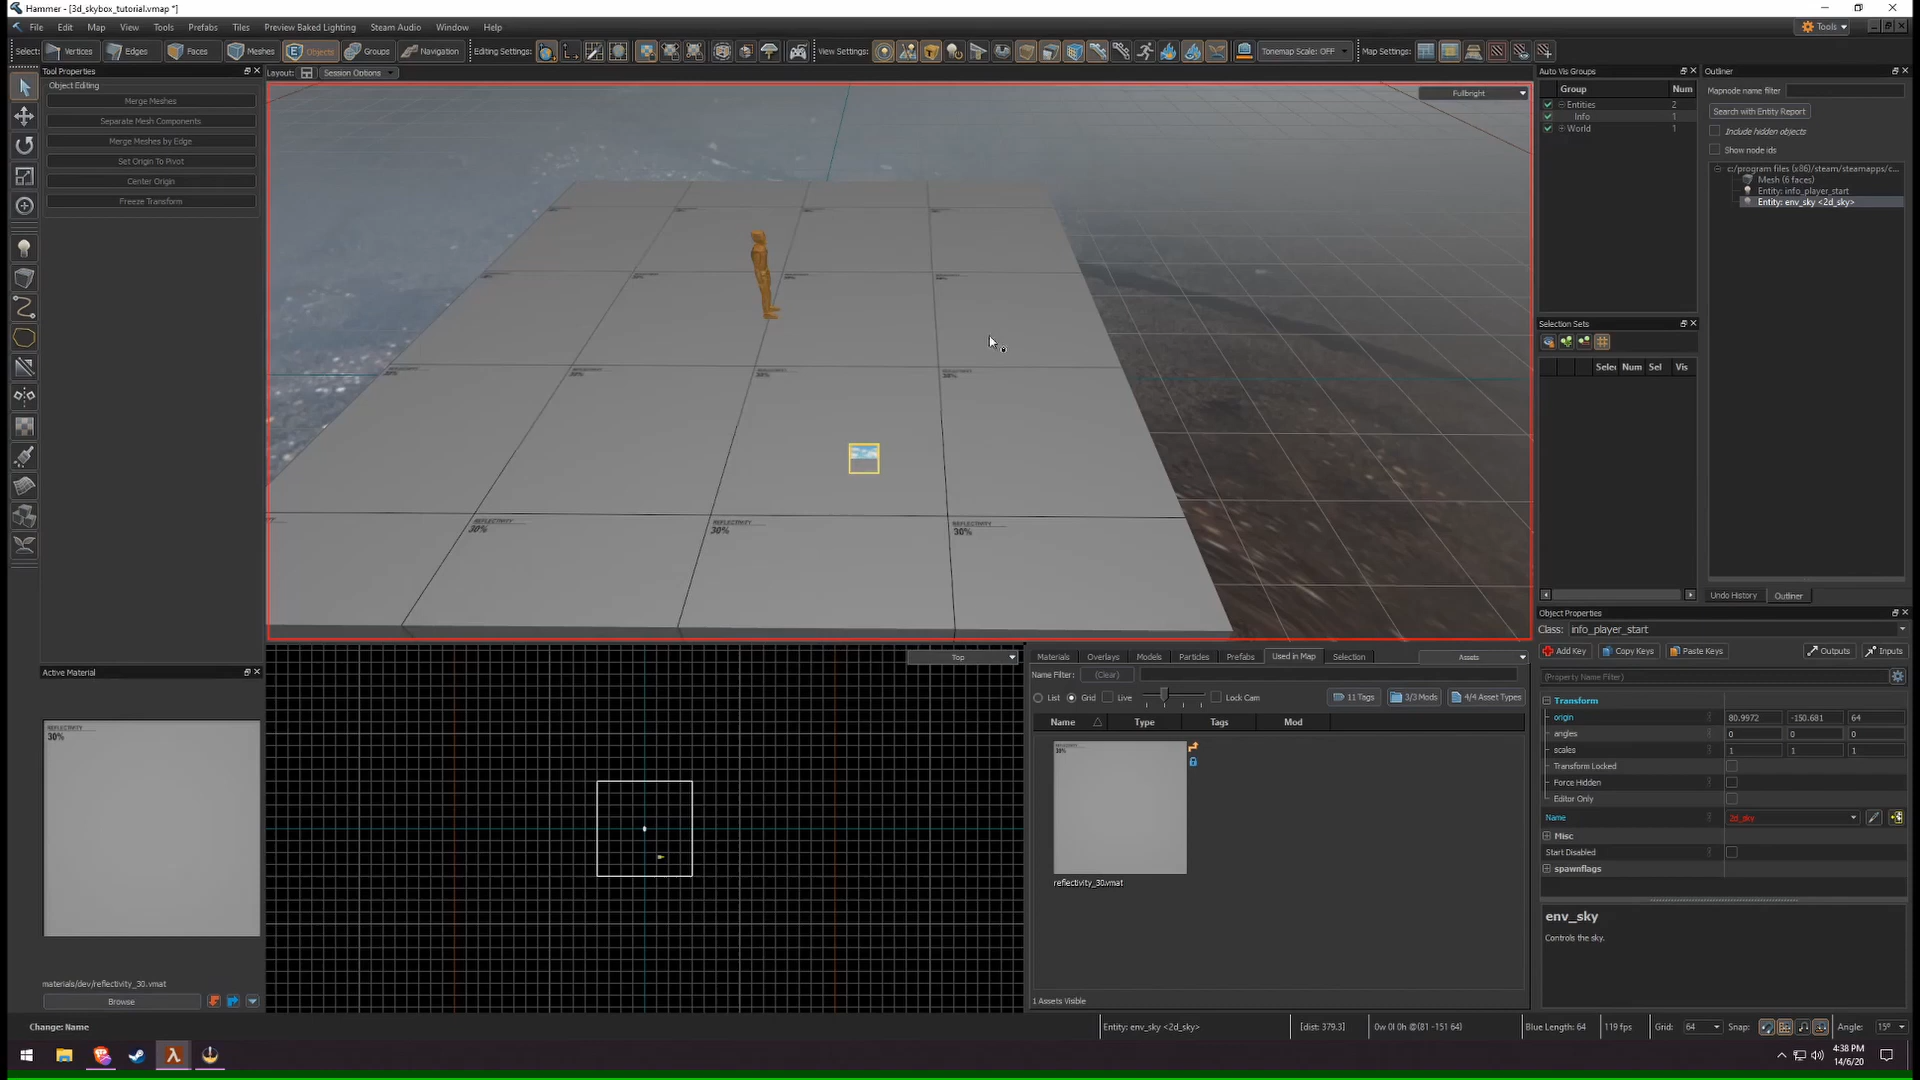 Hammer - [3d_skybox_tutorial.vmap *]
File Edit Map View Tools Prefabs Tiles Preview Baked Lighting Steam Audio Window Help
Tools
Select: Vertices Edges Faces Meshes Objects Groups Navigation Editing Settings: View Settings: Tonemap Scale: OFF Map Settings:
Tool Properties
Object Editing
Merge Meshes
Separate Mesh Components
Merge Meshes by Edge
Set Origin To Pivot
Center Origin
Freeze Transform
Layout: Session Options
Fullbright
REFLECTIVITY
30%
REFLECTIVITY
30%
REFLECTIVITY
30%
Auto Vis Groups
Group Num
Entities 2
Info 1
World 1
Selection Sets
Selec Num Sel Vis
Outliner
Mapnode name filter
Search with Entity Report
Include hidden objects
Show node ids
c:/program files (x86)/steam/steamapps/c...
Mesh (6 faces)
Entity: info_player_start
Entity: env_sky <2d_sky>
Undo History Outliner
Object Properties
Class: info_player_start
Add Key Copy Keys Paste Keys Outputs Inputs
(Property Name Filter)
Transform
origin 80.9972 -150.681 64
angles 0 0 0
scales 1 1 1
Transform Locked
Force Hidden
Editor Only
Name 2d_sky
Misc
Start Disabled
spawnflags
env_sky
Controls the sky.
Active Material
REFLECTIVITY
30%
materials/dev/reflectivity_30.vmat
Browse
Top
Materials Overlays Models Particles Prefabs Used in Map Selection Assets
Name Filter: (Clear)
List Grid Live Lock Cam 11 Tags 3/3 Mods 4/4 Asset Types
Name Type Tags Mod
30%
reflectivity_30.vmat
1 Assets Visible
Change: Name
Entity: env_sky <2d_sky> [dist: 379.3] 0w 0l 0h @(81 -151 64) Blue Length: 64 119 fps Grid: 64 Snap: Angle: 15°
4:38 PM
14/6/20